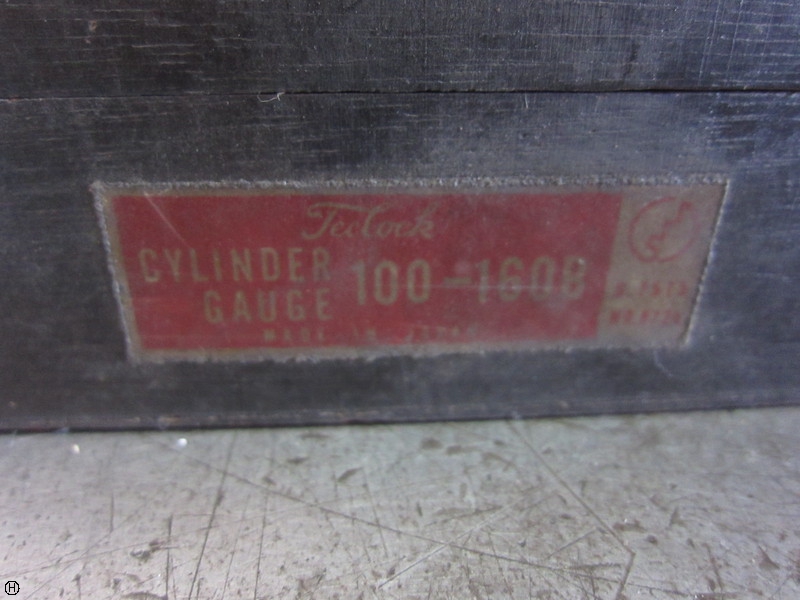 Teclock
CYLINDER
GAUGE
100-160B
MADE IN JAPAN
H